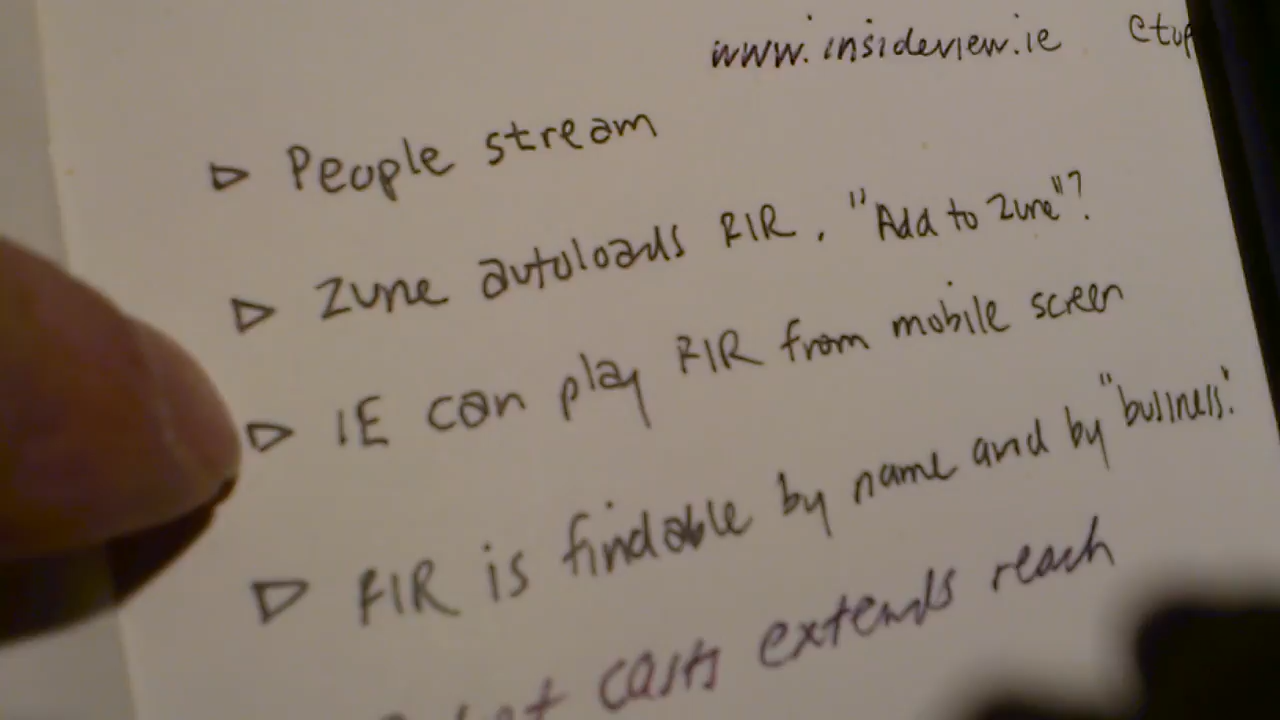 www.insideview.ie
▷ People stream
▷ Zune autoloads FIR. "Add to Zune"?
▷ IE can play FIR from mobile screen
▷ FIR is findable by name and by "business".
casts extends reach